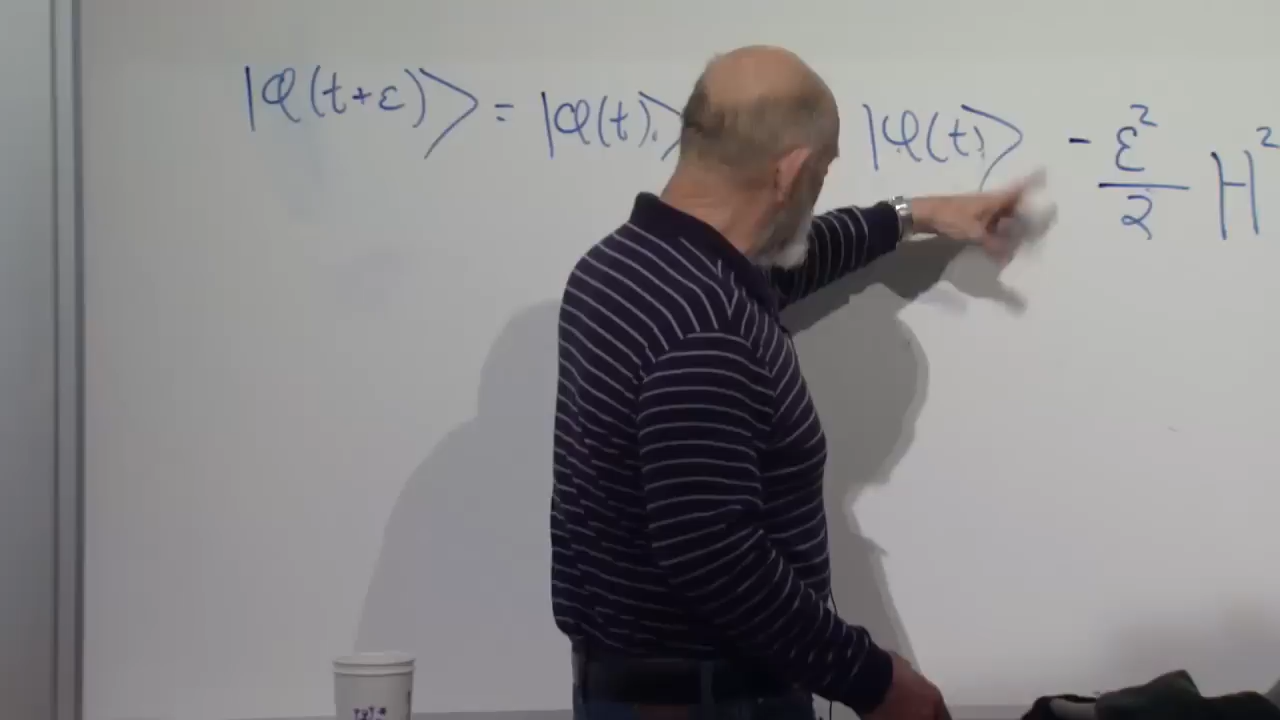 |φ(t+ε)⟩ = |φ(t)⟩ |φ(t)⟩ - ε²/2 H²